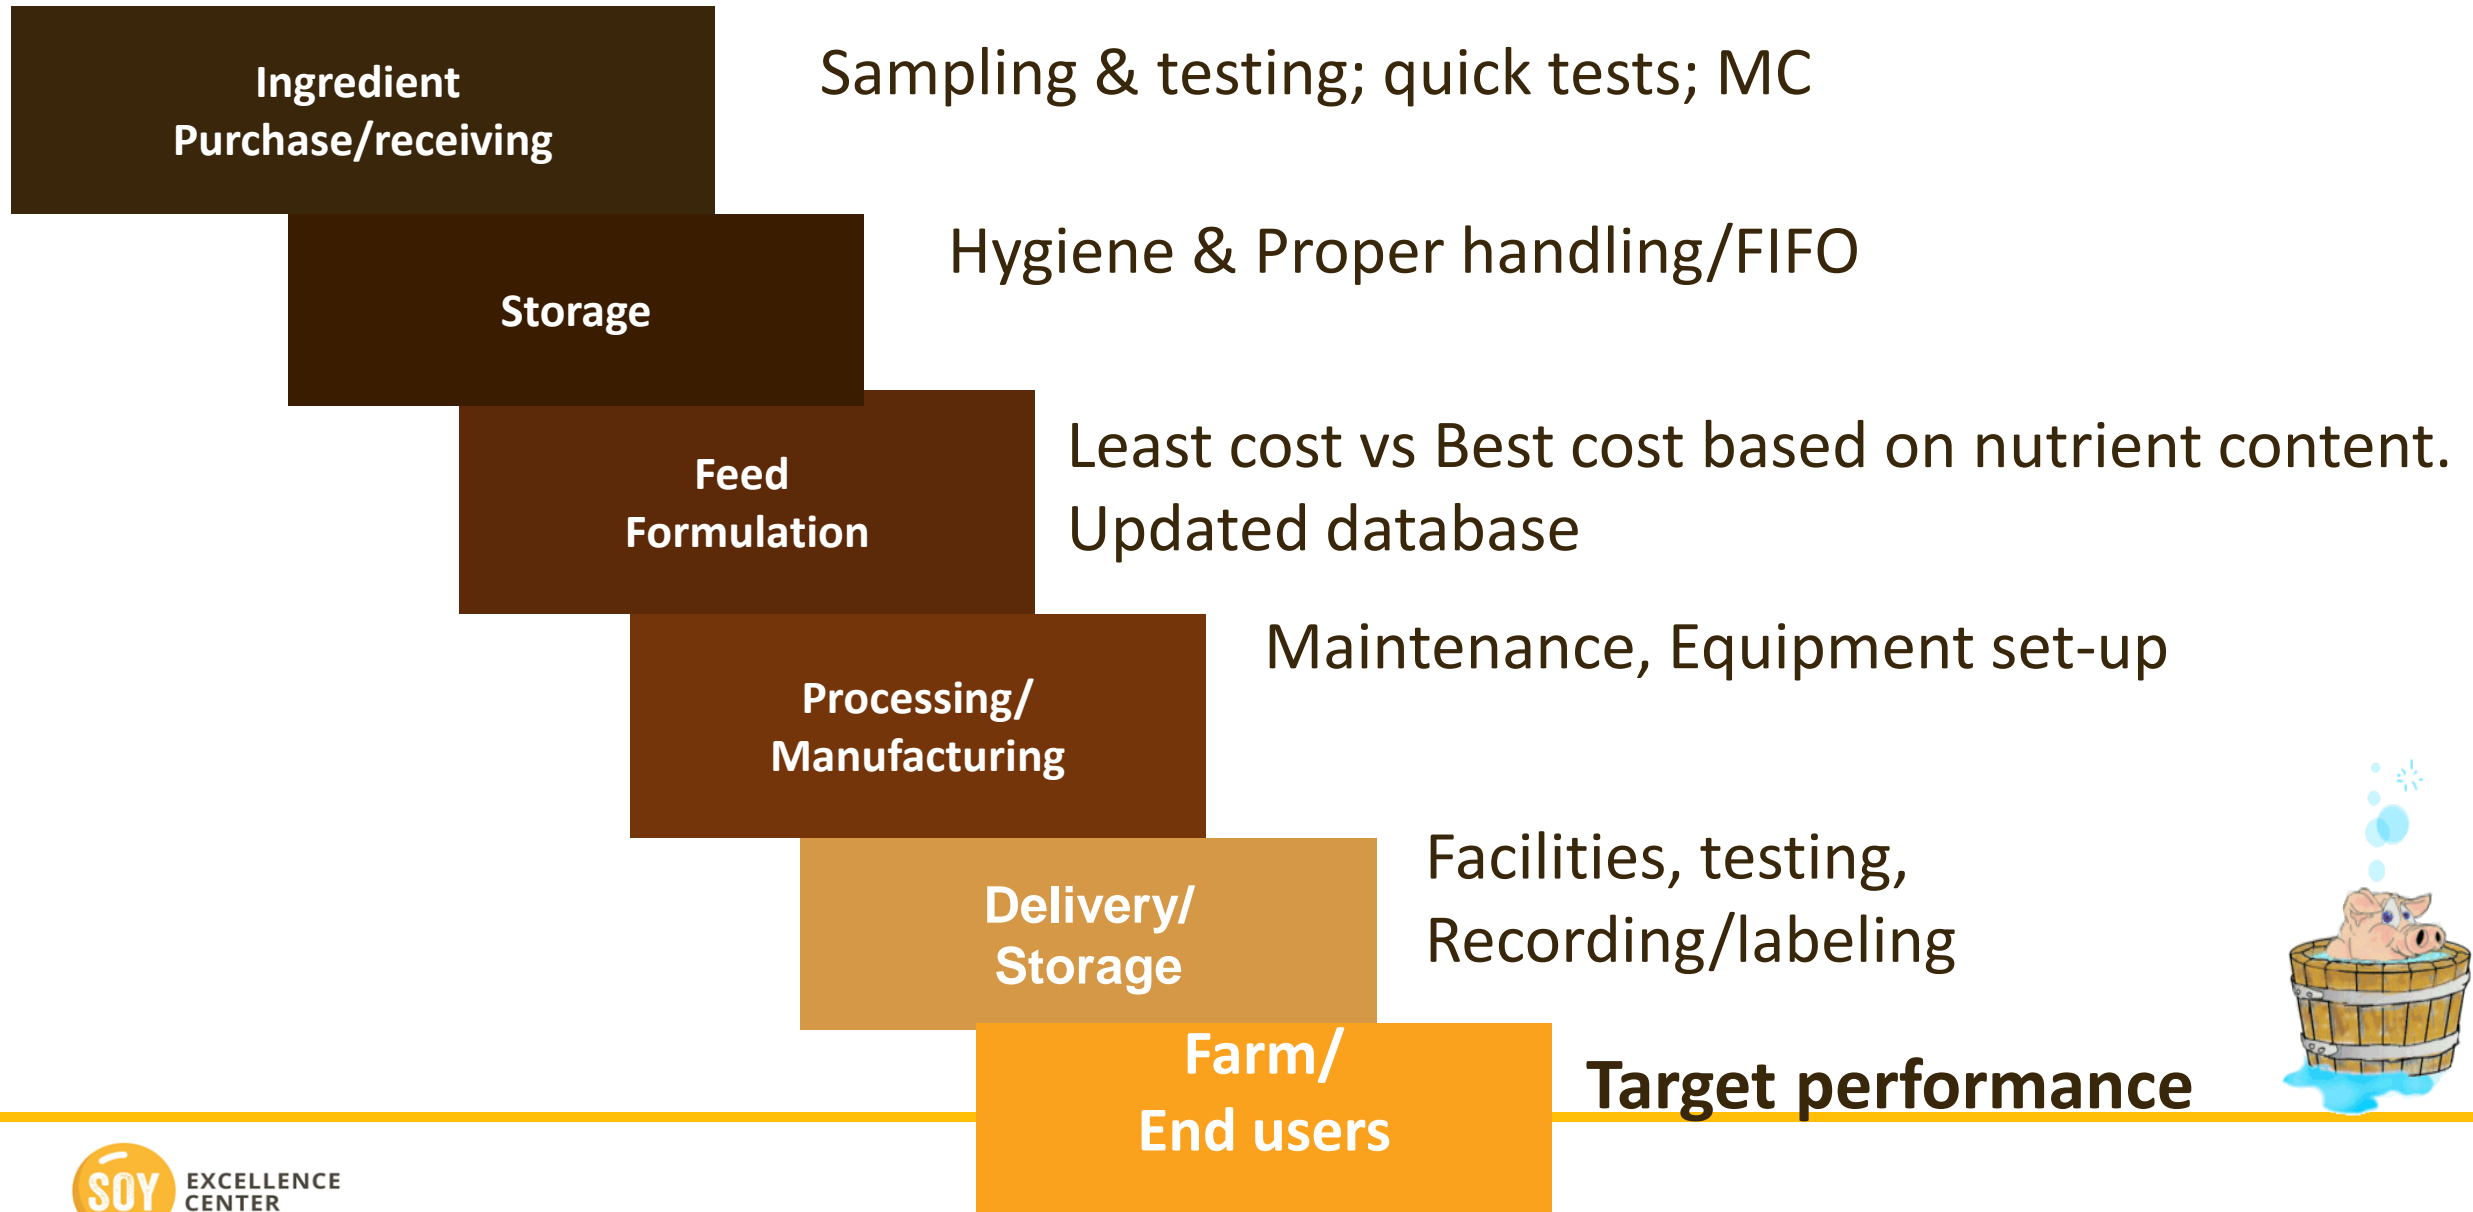 Ingredient
Purchase/receiving
Sampling & testing; quick tests; MC
Storage
Hygiene & Proper handling/FIFO
Feed
Formulation
Least cost vs Best cost based on nutrient content.
Updated database
Processing/
Manufacturing
Maintenance, Equipment set-up
Delivery/
Storage
Facilities, testing,
Recording/labeling
Farm/
End users
Target performance
SOY
EXCELLENCE
CENTER